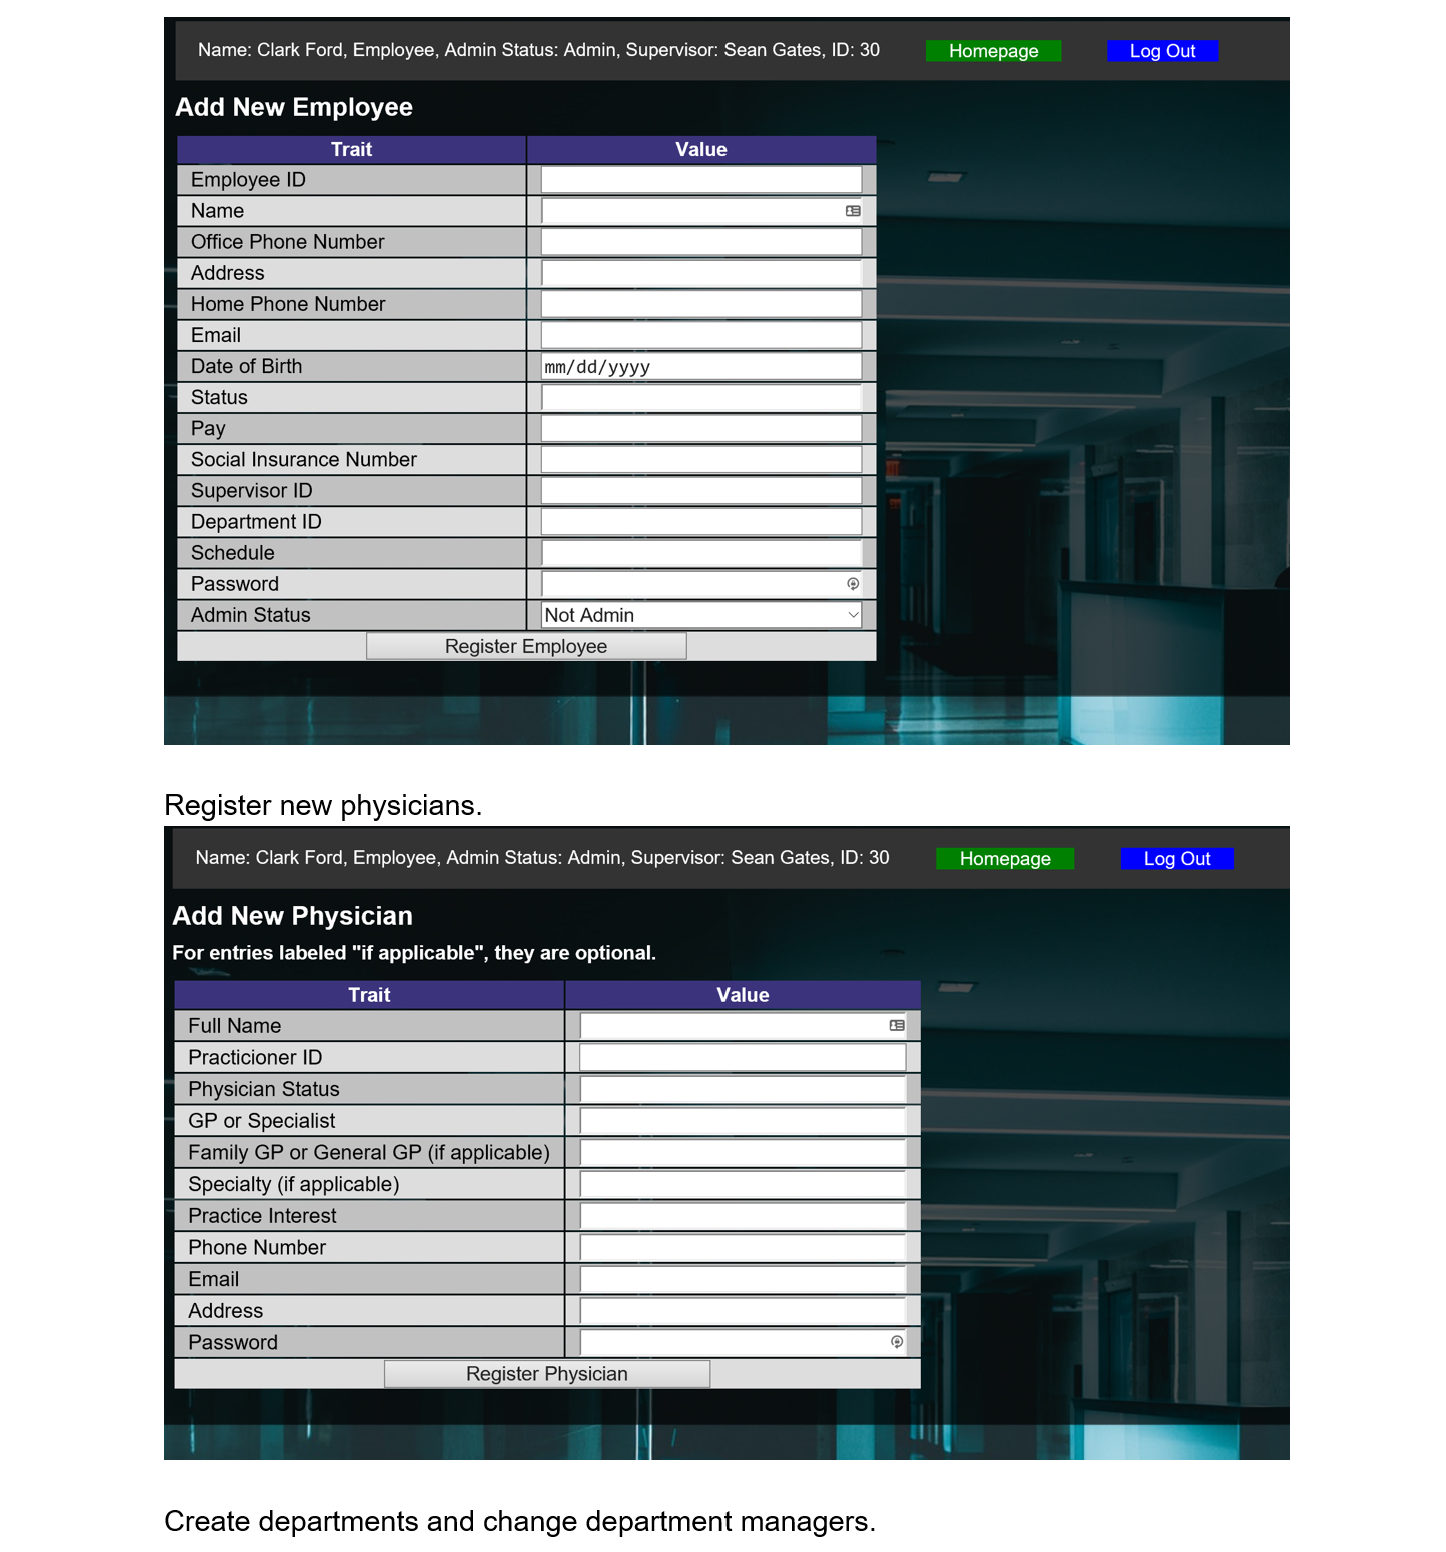 Name: Clark Ford, Employee, Admin Status: Admin, Supervisor: Sean Gates, ID: 30 Homepage Log Out
Add New Employee
Trait Value
Employee ID
Name
Office Phone Number
Address
Home Phone Number
Email
Date of Birth mm/dd/yyyy
Status
Pay
Social Insurance Number
Supervisor ID
Department ID
Schedule
Password
Admin Status Not Admin
Register Employee
Register new physicians.
Name: Clark Ford, Employee, Admin Status: Admin, Supervisor: Sean Gates, ID: 30 Homepage Log Out
Add New Physician
For entries labeled "if applicable", they are optional.
Trait Value
Full Name
Practicioner ID
Physician Status
GP or Specialist
Family GP or General GP (if applicable)
Specialty (if applicable)
Practice Interest
Phone Number
Email
Address
Password
Register Physician
Create departments and change department managers.